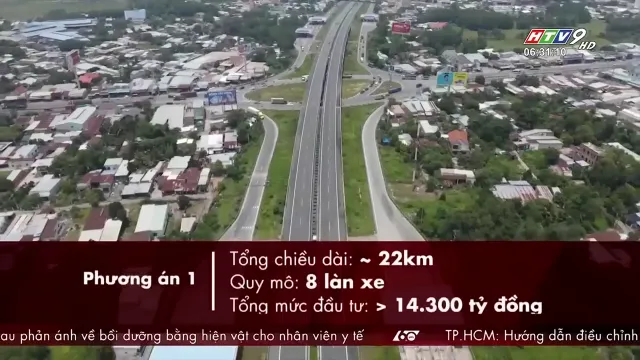 HTV9 HD
06:31:10
Phương án 1
Tổng chiều dài: ~ 22km
Quy mô: 8 làn xe
Tổng mức đầu tư: > 14.300 tỷ đồng
au phản ánh về bồi dưỡng bằng hiện vật cho nhân viên y tế
TP.HCM: Hướng dẫn điều chỉnh